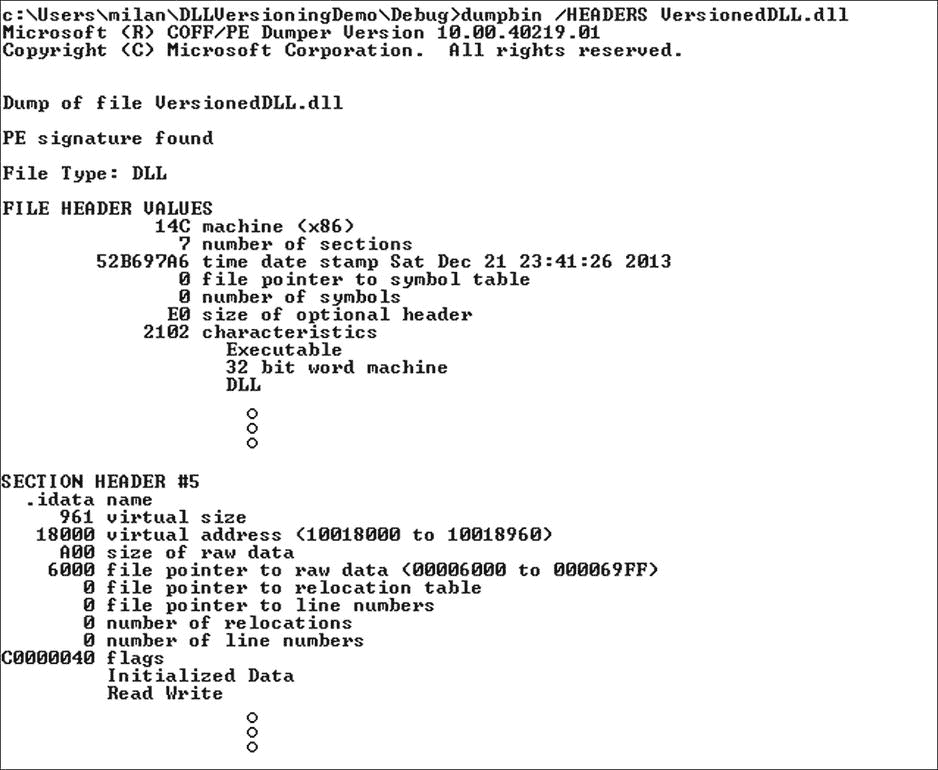 c:\Users\milan\DLLVersioningDemo\Debug>dumpbin /HEADERS VersionedDLL.dll
Microsoft (R) COFF/PE Dumper Version 10.00.40219.01
Copyright (C) Microsoft Corporation.  All rights reserved.
Dump of file VersionedDLL.dll
PE signature found
File Type: DLL
FILE HEADER VALUES
14C machine (x86)
7 number of sections
52B697A6 time date stamp Sat Dec 21 23:41:26 2013
0 file pointer to symbol table
0 number of symbols
E0 size of optional header
2102 characteristics
Executable
32 bit word machine
DLL
SECTION HEADER #5
.idata name
961 virtual size
18000 virtual address (10018000 to 10018960)
A00 size of raw data
6000 file pointer to raw data (00006000 to 000069FF)
0 file pointer to relocation table
0 file pointer to line numbers
0 number of relocations
0 number of line numbers
C0000040 flags
Initialized Data
Read Write